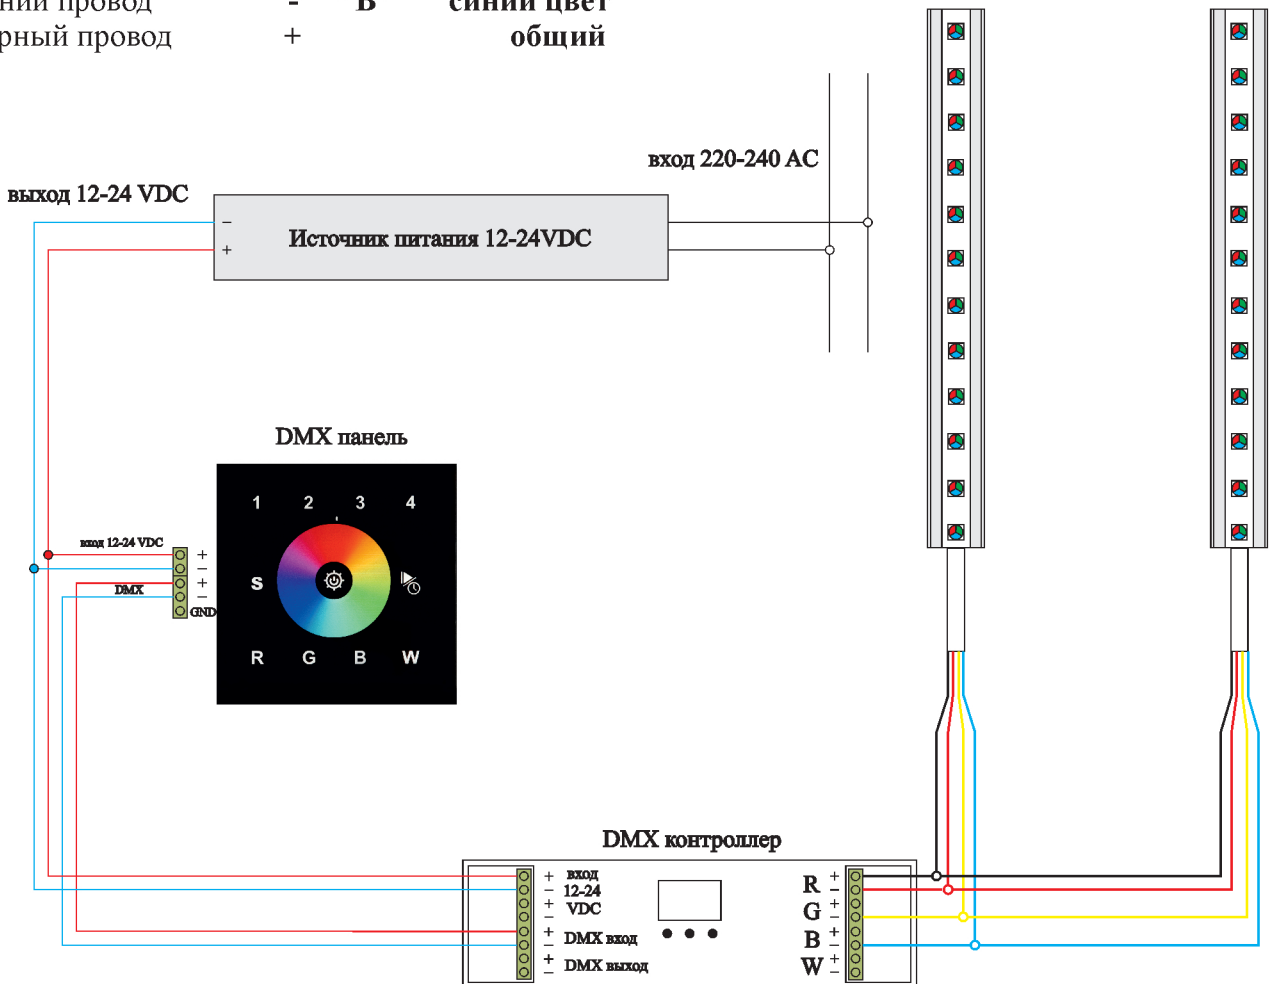 ний провод - B синий цвет
рный провод + общий
вход 220-240 AC
выход 12-24 VDC
−
+
Источник питания 12-24VDC
DMX панель
1 2 3 4
S
R G B W
вход 12-24 VDC
+
−
DMX
+
−
GND
DMX контроллер
+ вход
− 12-24
+ VDC
−
+ DMX вход
−
+ DMX выход
−
R +
−
G +
−
B +
−
W +
−